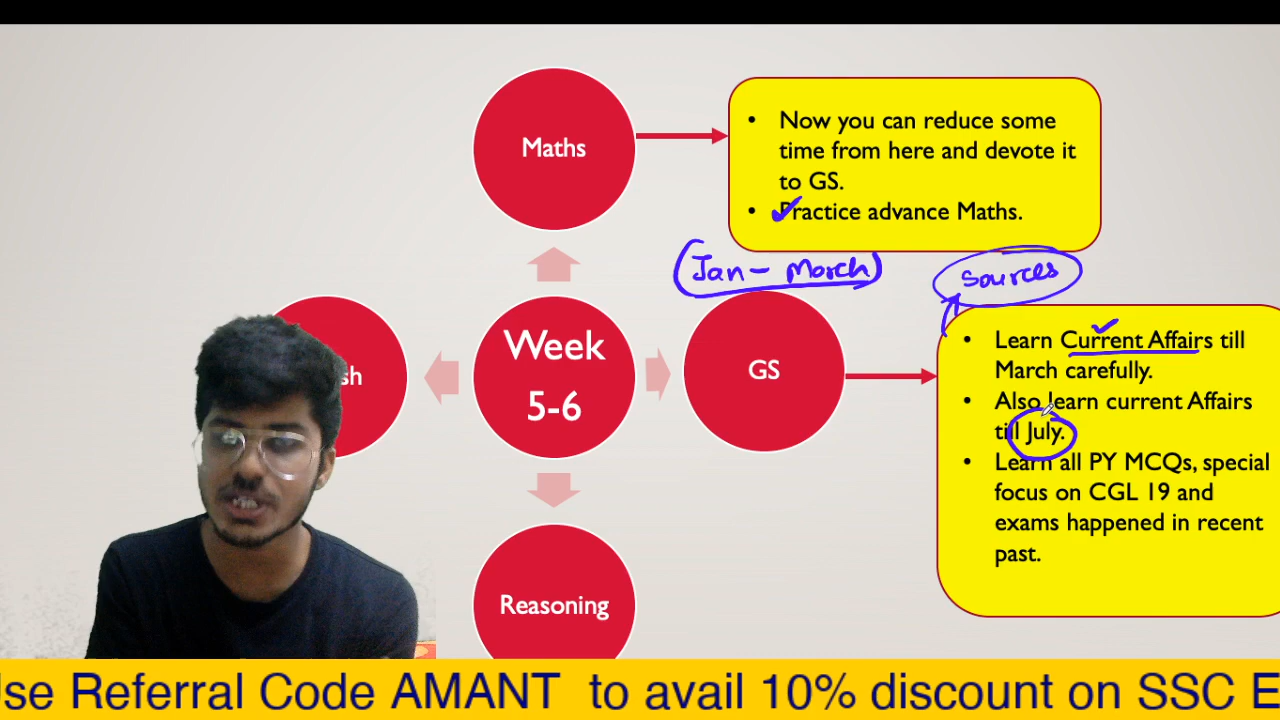 Maths
• Now you can reduce some
time from here and devote it
to GS.
• Practice advance Maths.
(Jan - March)
Sources
Week
5-6
GS
• Learn Current Affairs till
March carefully.
• Also learn current Affairs
till July.
• Learn all PY MCQs, special
focus on CGL 19 and
exams happened in recent
past.
Reasoning
Referral Code AMANT to avail 10% discount on SSC